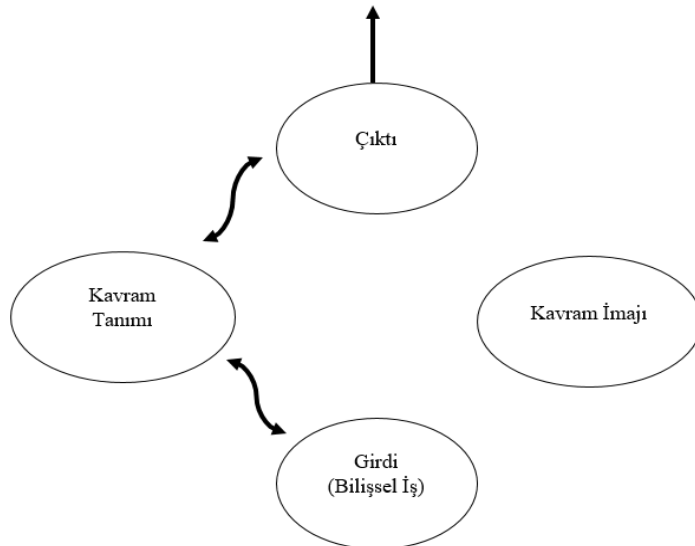 Çıktı
Kavram
Tanımı
Kavram İmajı
Girdi
(Bilişsel İş)